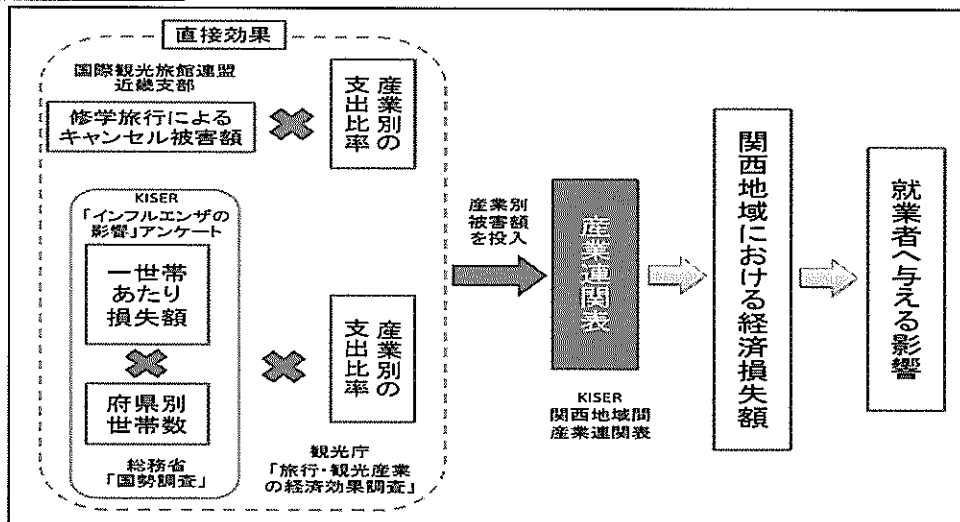 直接効果
国際観光旅館連盟
近畿支部
修学旅行による
キャンセル被害額
産業別の
支出比率
KISER
「インフルエンザの
影響」アンケート
一世帯
あたり
損失額
府県別
世帯数
総務省
「国勢調査」
産業別の
支出比率
観光庁
「旅行・観光産業
の経済効果調査」
産業別
被害額
を投入
産業連関表
KISER
関西地域間
産業連関表
関西地域における経済損失額
就業者へ与える影響